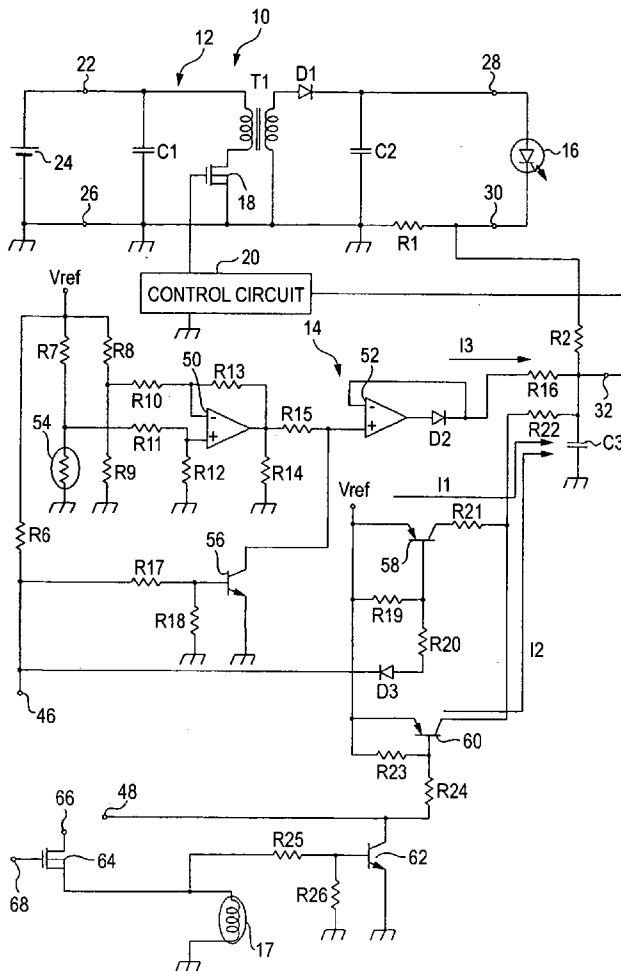 10
22
12
T1
D1
28
24
C1
18
C2
16
26
30
R1
20
CONTROL CIRCUIT
Vref
R7
R8
14
52
I3
R2
50
R13
R10
R15
R16
32
54
R11
D2
R22
C3
R9
R12
R14
Vref
I1
R6
56
58
R21
R17
R19
R18
R20
I2
D3
46
60
R23
R24
48
66
R25
64
62
68
R26
17